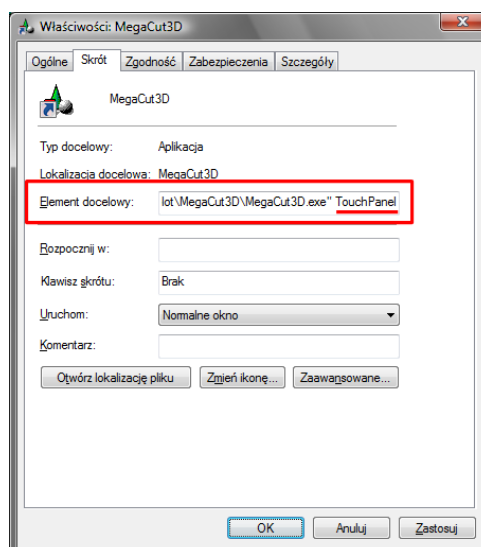 Właściwości: MegaCut3D
Ogólne Skrót Zgodność Zabezpieczenia Szczegóły
MegaCut3D
Typ docelowy: Aplikacja
Lokalizacja docelowa: MegaCut3D
Element docelowy: lot\MegaCut3D\MegaCut3D.exe" TouchPanel
Rozpocznij w:
Klawisz skrótu: Brak
Uruchom: Normalne okno
Komentarz:
Otwórz lokalizację pliku Zmień ikonę... Zaawansowane...
OK Anuluj Zastosuj